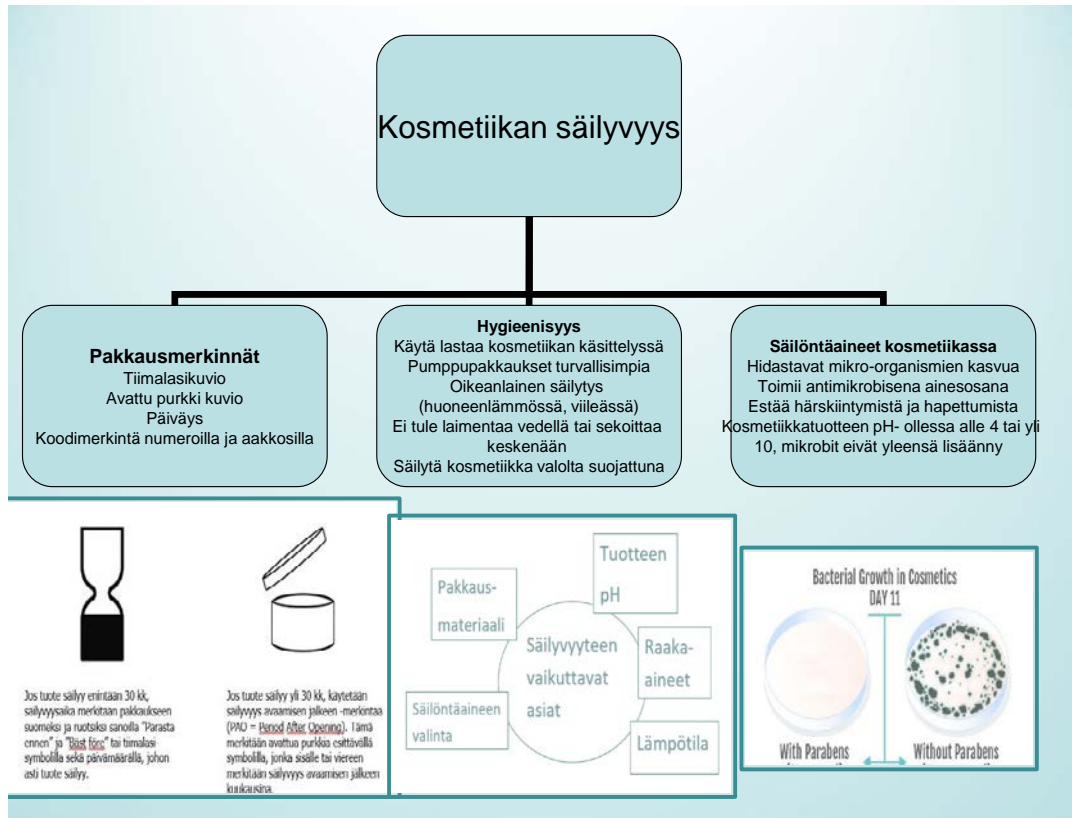 Kosmetiikan säilyvyys
Pakkausmerkinnät
Tiimalasikuvio
Avattu purkki kuvio
Päiväys
Koodimerkintä numeroilla ja aakkosilla
Hygieenisyys
Käytä lastaa kosmetiikan käsittelyssä
Pumppupakkaukset turvallisimpia
Oikeanlainen säilytys
(huoneenlämmössä, viileässä)
Ei tule laimentaa vedellä tai sekoittaa
keskenään
Säilytä kosmetiikka valolta suojattuna
Säilöntäaineet kosmetiikassa
Hidastavat mikro-organismien kasvua
Toimii antimikrobisena ainesosana
Estää härskiintymistä ja hapettumista
Kosmetiikkatuotteen pH- ollessa alle 4 tai yli
10, mikrobit eivät yleensä lisäänny
Jos tuote säilyy enintään 30 kk,
säilyvyysaika merkitään pakkaukseen
suomeksi ja ruotsiksi sanoilla "Parasta
ennen" ja "Bäst före" tai tiimalasi-
symbolilla sekä päivämäärällä, johon
asti tuote säilyy.
Jos tuote säilyy yli 30 kk, käytetään
säilyvyys avaamisen jälkeen -merkintää
(PAO = Period After Opening). Tämä
merkitään avattua purkkia esittävällä
symbolilla, jonka sisälle tai viereen
merkitään säilyvyys avaamisen jälkeen
kuukausina.
Tuotteen
pH
Pakkaus-
materiaali
Säilyvyyteen
vaikuttavat
asiat
Raaka-
aineet
Säilöntäaineen
valinta
Lämpötila
Bacterial Growth in Cosmetics
DAY 11
With Parabens
Without Parabens